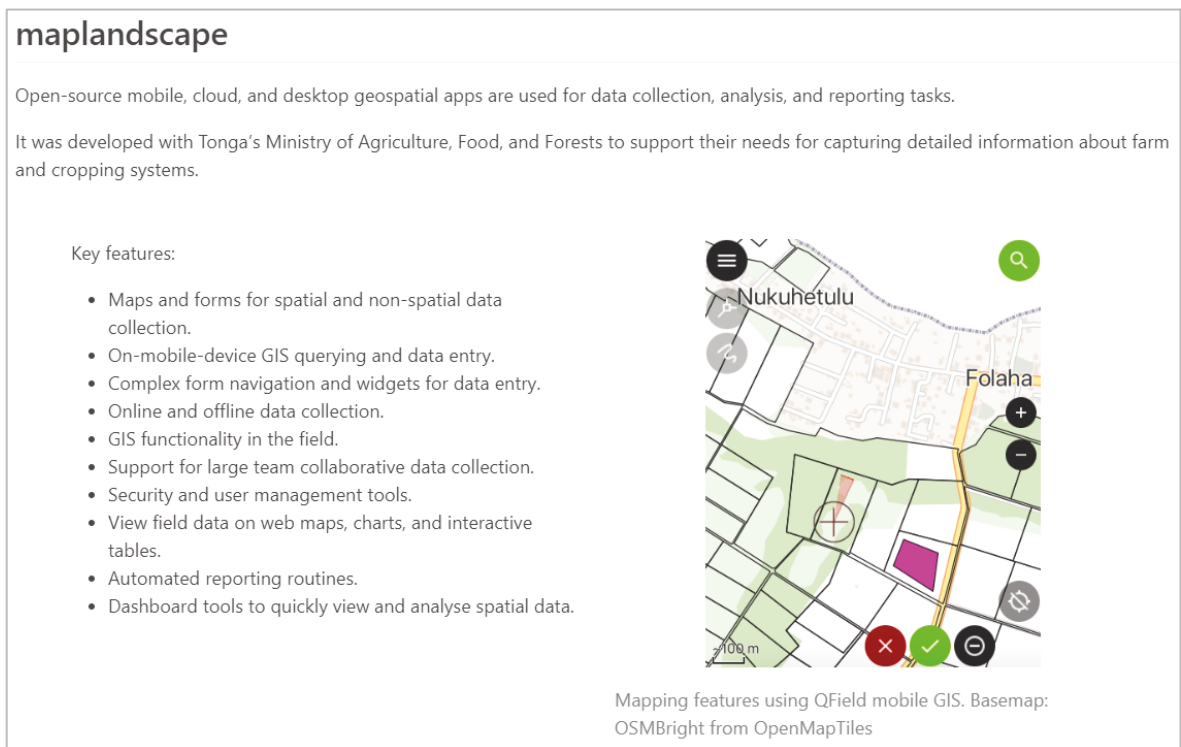 maplandscape
Open-source mobile, cloud, and desktop geospatial apps are used for data collection, analysis, and reporting tasks.
It was developed with Tonga's Ministry of Agriculture, Food, and Forests to support their needs for capturing detailed information about farm
and cropping systems.
Key features:
• Maps and forms for spatial and non-spatial data
collection.
• On-mobile-device GIS querying and data entry.
• Complex form navigation and widgets for data entry.
• Online and offline data collection.
• GIS functionality in the field.
• Support for large team collaborative data collection.
• Security and user management tools.
• View field data on web maps, charts, and interactive
tables.
• Automated reporting routines.
• Dashboard tools to quickly view and analyse spatial data.
Nukuhetulu
Folaha
~100 m
Mapping features using QField mobile GIS. Basemap:
OSMBright from OpenMapTiles